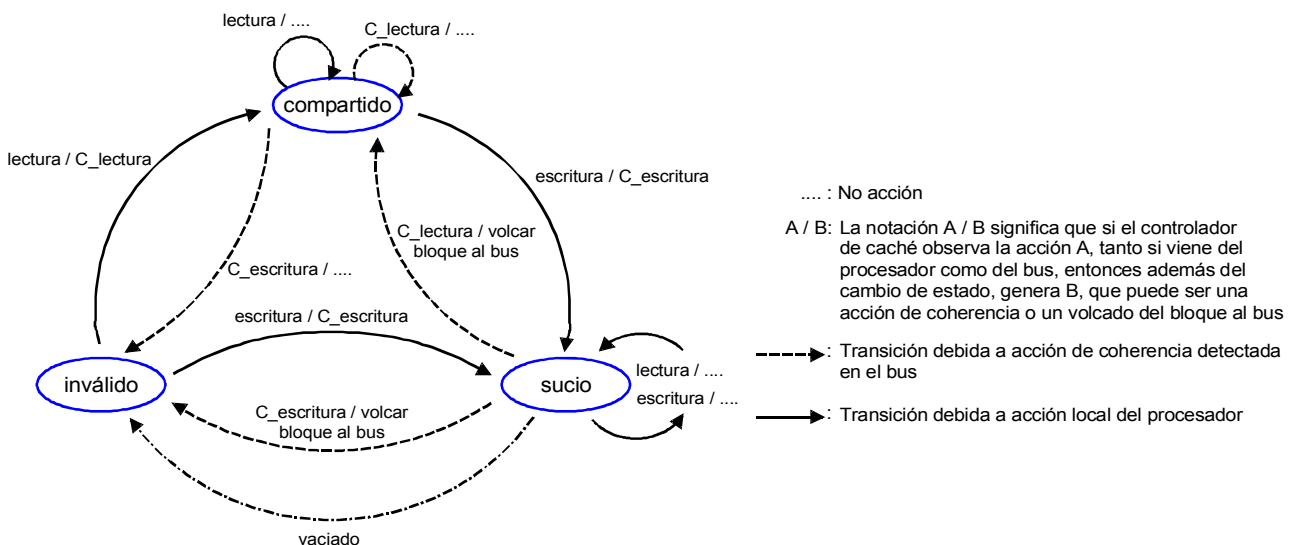 lectura / ....
C_lectura / ....
compartido
lectura / C_lectura
escritura / C_escritura
C_lectura / volcar
bloque al bus
C_escritura / ....
escritura / C_escritura
inválido
sucio
lectura / ....
escritura / ....
C_escritura / volcar
bloque al bus
vaciado
.... : No acción
A / B: La notación A / B significa que si el controlador
de caché observa la acción A, tanto si viene del
procesador como del bus, entonces además del
cambio de estado, genera B, que puede ser una
acción de coherencia o un volcado del bloque al bus
: Transición debida a acción de coherencia detectada
en el bus
: Transición debida a acción local del procesador